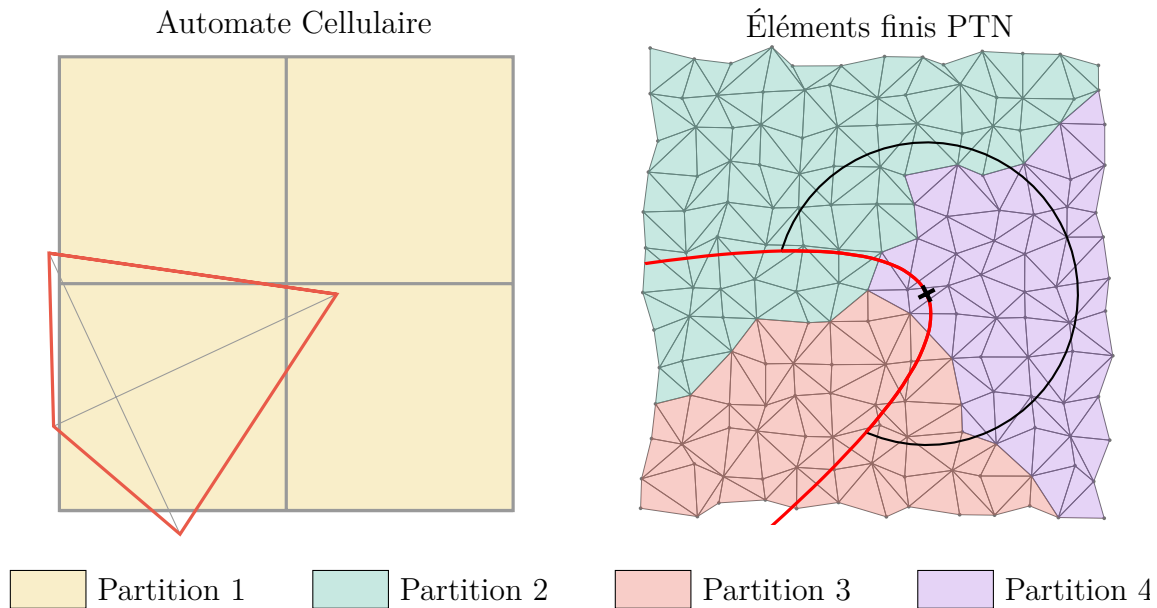 Automate Cellulaire
Éléments finis PTN
Partition 1
Partition 2
Partition 3
Partition 4